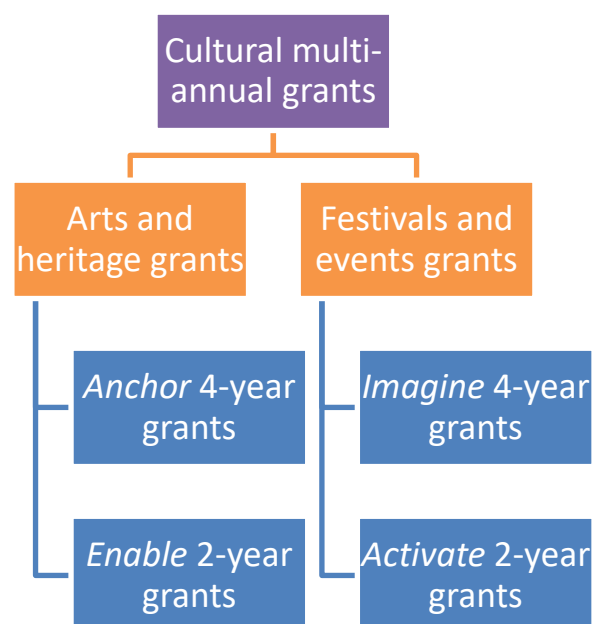 Cultural multi-
annual grants
Arts and
heritage grants
Festivals and
events grants
Anchor 4-year
grants
Imagine 4-year
grants
Enable 2-year
grants
Activate 2-year
grants